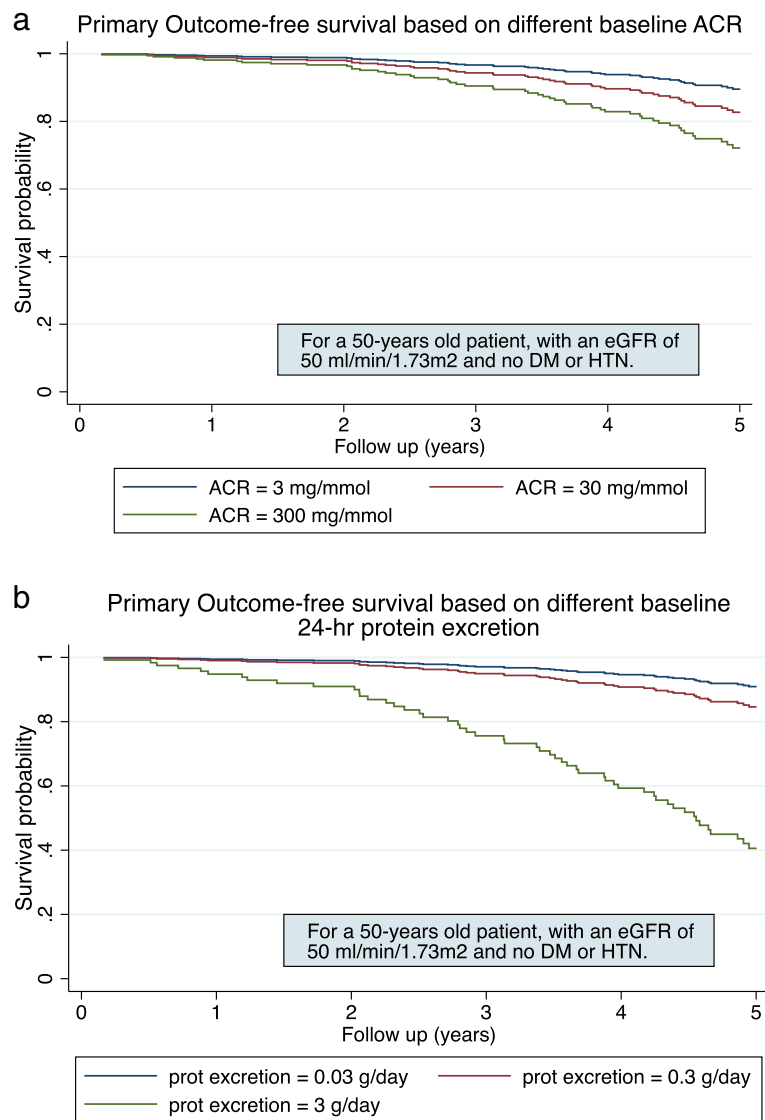 a
Primary Outcome-free survival based on different baseline ACR
Survival probability
1
.8
.6
.4
.2
0
For a 50-years old patient, with an eGFR of
50 ml/min/1.73m2 and no DM or HTN.
0 1 2 3 4 5
Follow up (years)
ACR = 3 mg/mmol ACR = 30 mg/mmol
ACR = 300 mg/mmol
b
Primary Outcome-free survival based on different baseline
24-hr protein excretion
Survival probability
1
.8
.6
.4
.2
0
For a 50-years old patient, with an eGFR of
50 ml/min/1.73m2 and no DM or HTN.
0 1 2 3 4 5
Follow up (years)
prot excretion = 0.03 g/day prot excretion = 0.3 g/day
prot excretion = 3 g/day